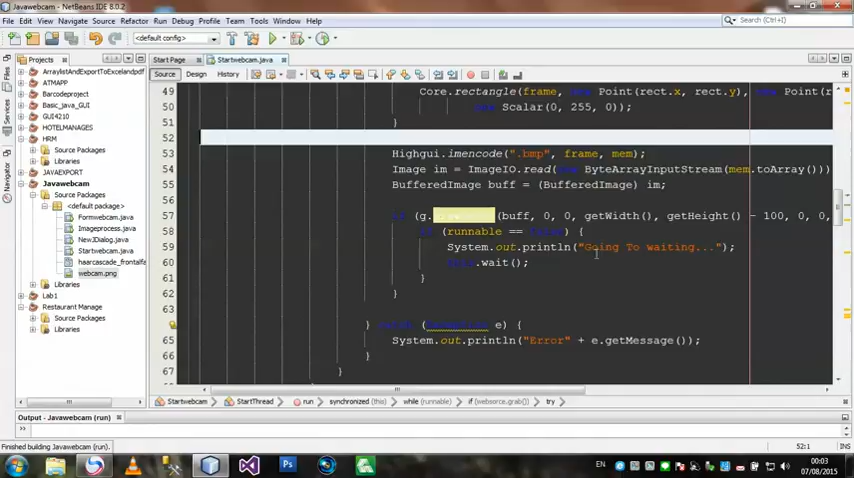 Javawebcam - NetBeans IDE 8.0.2
File Edit View Navigate Source Refactor Run Debug Profile Team Tools Window Help
Search (Ctrl+I)
<default config>
Projects
Start Page
Startwebcam.java
Source Design History
Files
Services
Navigator
ArraylistAndExportToExcelandpdf
ATMAPP
Barcodeproject
Basic_java_GUI
GUI4210
HOTELMANAGES
HRM
Source Packages
Libraries
JAVAEXPORT
Javawebcam
Source Packages
<default package>
Formwebcam.java
Imageprocess.java
NewJDialog.java
Startwebcam.java
haarcascade_frontalfa
webcam.png
Libraries
Lab1
Restaurant Manage
Source Packages
Libraries
49 Core.rectangle(frame, new Point(rect.x, rect.y), new Point(r
50 new Scalar(0, 255, 0));
51 }
52
53 Highgui.imencode(".bmp", frame, mem);
54 Image im = ImageIO.read(new ByteArrayInputStream(mem.toArray()))
55 BufferedImage buff = (BufferedImage) im;
56
57 if (g. (buff, 0, 0, getWidth(), getHeight() - 100, 0, 0,
58 if (runnable == false) {
59 System.out.println("Going To waiting...");
60 this.wait();
61 }
62 }
63
} catch (Exception e) {
65 System.out.println("Error" + e.getMessage());
66 }
67 }
Startwebcam StartThread run synchronized (this) while (runnable) if (websorce.grab()) try
Output - Javawebcam (run)
Finished building Javawebcam (run).
52:1 INS
EN
00:03
07/08/2015